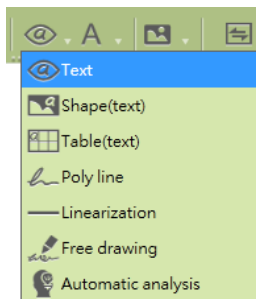 A
Text
Shape(text)
Table(text)
Poly line
Linearization
Free drawing
Automatic analysis